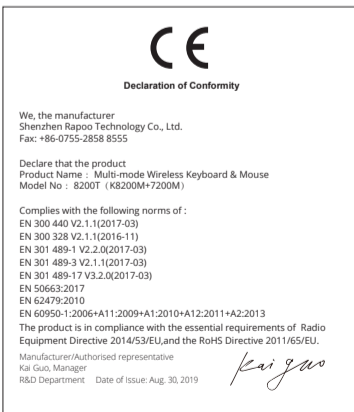 CE
Declaration of Conformity
We, the manufacturer
Shenzhen Rapoo Technology Co., Ltd.
Fax: +86-0755-2858 8555
Declare that the product
Product Name： Multi-mode Wireless Keyboard & Mouse
Model No： 8200T（K8200M+7200M）
Complies with the following norms of :
EN 300 440 V2.1.1(2017-03)
EN 300 328 V2.1.1(2016-11)
EN 301 489-1 V2.2.0(2017-03)
EN 301 489-3 V2.1.1(2017-03)
EN 301 489-17 V3.2.0(2017-03)
EN 50663:2017
EN 62479:2010
EN 60950-1:2006+A11:2009+A1:2010+A12:2011+A2:2013
The product is in compliance with the essential requirements of Radio
Equipment Directive 2014/53/EU,and the RoHS Directive 2011/65/EU.
Manufacturer/Authorised representative
Kai Guo, Manager
R&D Department Date of Issue: Aug. 30, 2019
Kai guo